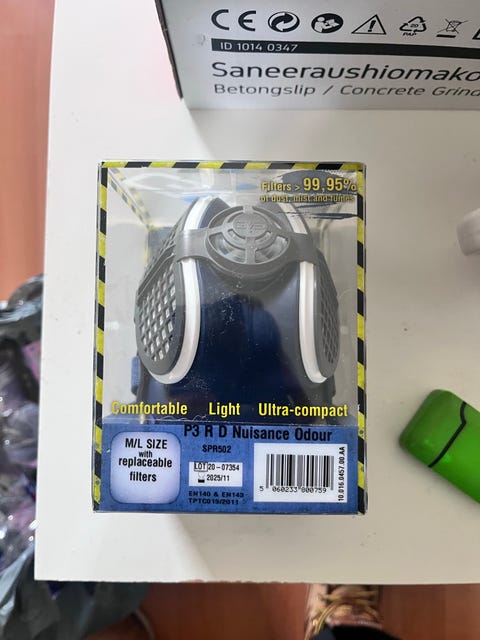 ID 1014 0347
Saneeraushiomako
Betongslip / Concrete Grind
Filters > 99,95%
of dust, mist and fumes
GVS
Comfortable Light Ultra-compact
P3 R D Nuisance Odour
SPR502
M/L SIZE
with
replaceable
filters
LOT 20-07354
2025/11
EN140 & EN143
TPTC019/2011
5 060233 800759
10.016.0457.00.AA